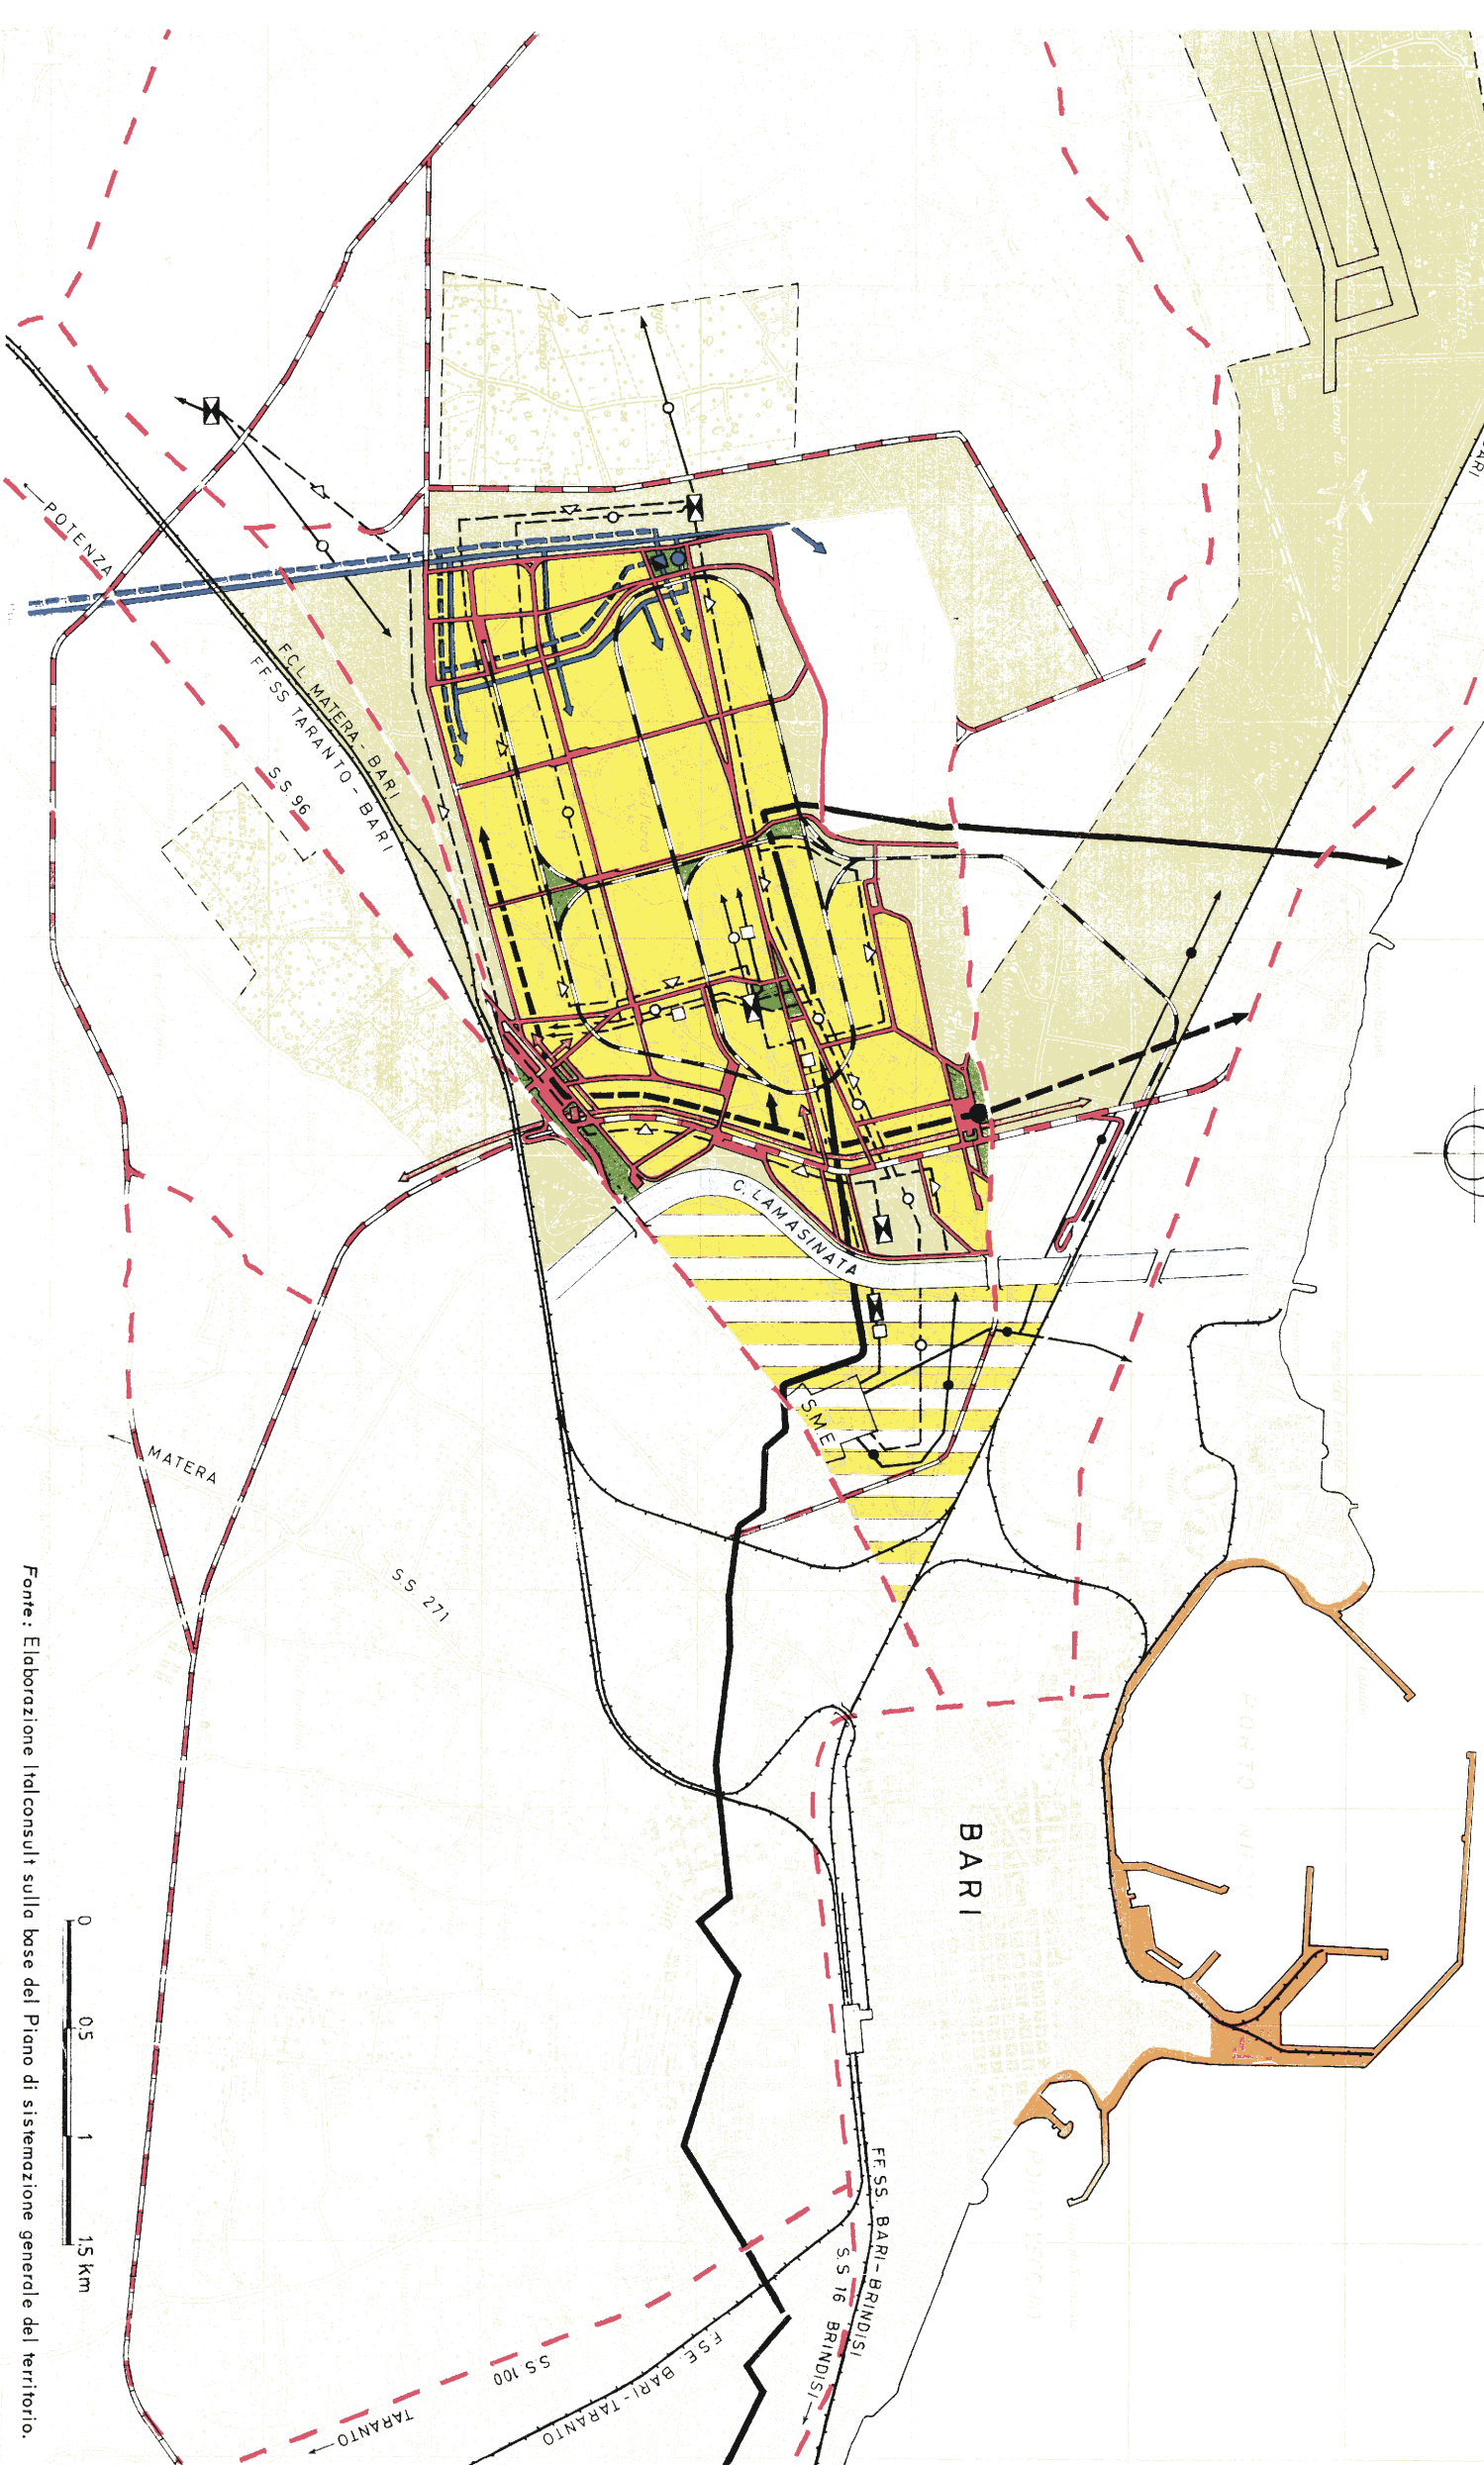 POTENZA
F.C.L. MATERA - BARI
FF. SS. TARANTO - BARI
S.S. 96
C. LAMASINATA
S.M.E.
MATERA
S.S. 271
BARI
FF. SS. BARI - BRINDISI
S.S. 16 BRINDISI
S.S. 100
TARANTO
F.S.E. BARI - TARANTO
0 0,5 1 1,5 km
Fonte: Elaborazione Italconsult sulla base del Piano di sistemazione generale del territorio.